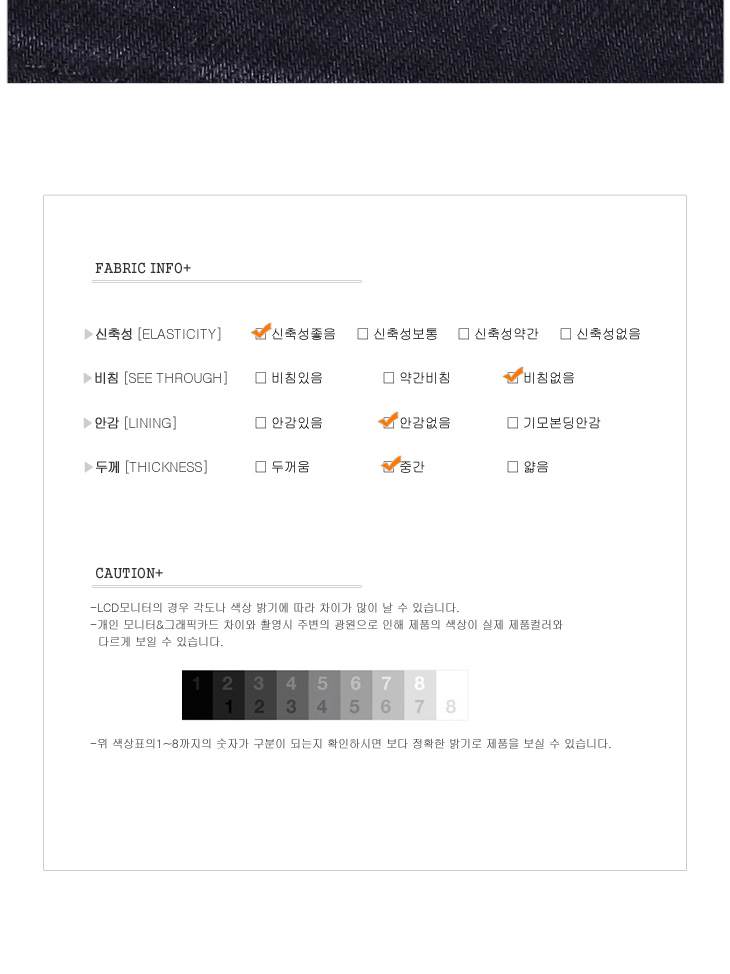 FABRIC INFO+
▶신축성 [ELASTICITY] ☑ 신축성좋음 □ 신축성보통 □ 신축성약간 □ 신축성없음
▶비침 [SEE THROUGH] □ 비침있음 □ 약간비침 ☑ 비침없음
▶안감 [LINING] □ 안감있음 ☑ 안감없음 □ 기모본딩안감
▶두께 [THICKNESS] □ 두꺼움 ☑ 중간 □ 얇음
CAUTION+
-LCD모니터의 경우 각도나 색상 밝기에 따라 차이가 많이 날 수 있습니다.
-개인 모니터&그래픽카드 차이와 촬영시 주변의 광원으로 인해 제품의 색상이 실제 제품컬러와
다르게 보일 수 있습니다.
1 2 3 4 5 6 7 8
1 2 3 4 5 6 7 8
-위 색상표의1~8까지의 숫자가 구분이 되는지 확인하시면 보다 정확한 밝기로 제품을 보실 수 있습니다.